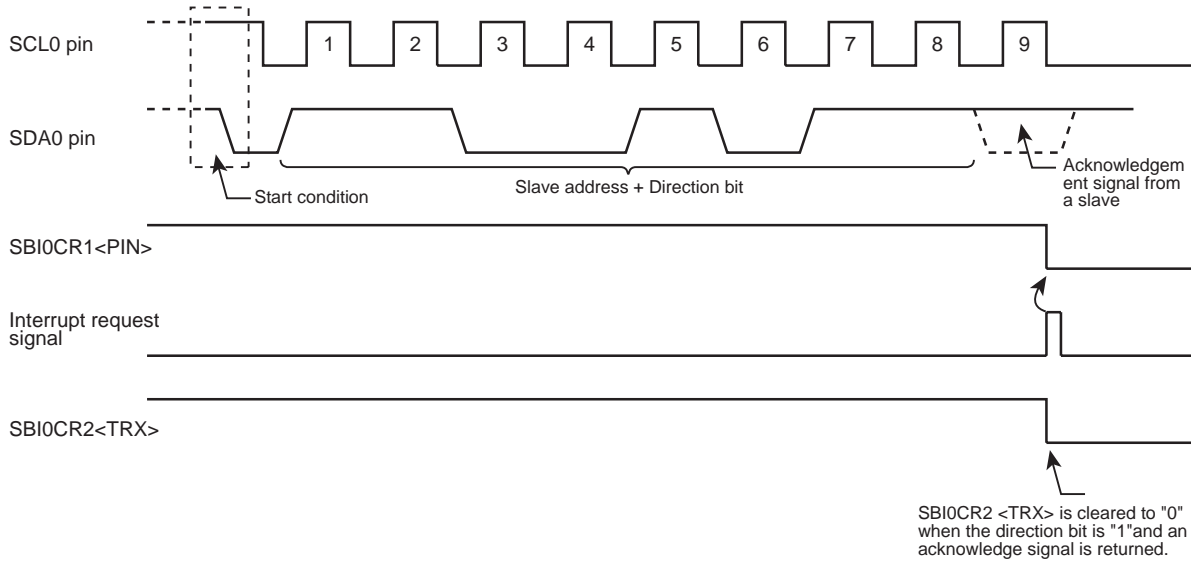 SCL0 pin
1 2 3 4 5 6 7 8 9
SDA0 pin
Start condition
Slave address + Direction bit
Acknowledgem
ent signal from
a slave
SBI0CR1<PIN>
Interrupt request
signal
SBI0CR2<TRX>
SBI0CR2 <TRX> is cleared to "0"
when the direction bit is "1"and an
acknowledge signal is returned.